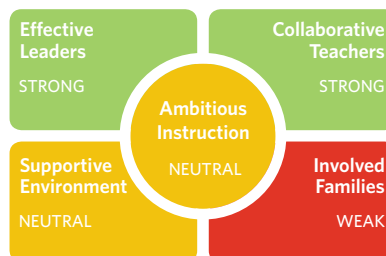 Effective
Leaders
STRONG
Collaborative
Teachers
STRONG
Ambitious
Instruction
NEUTRAL
Supportive
Environment
NEUTRAL
Involved
Families
WEAK